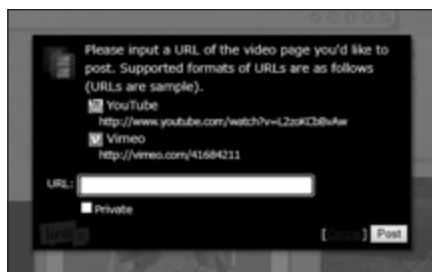 Please input a URL of the video page you'd like to
post. Supported formats of URLs are as follows
(URLs are sample).
YouTube
http://www.youtube.com/watch?v=L2zoKCbBvAw
Vimeo
http://vimeo.com/41684211
URL:
Private
[Cancel] Post